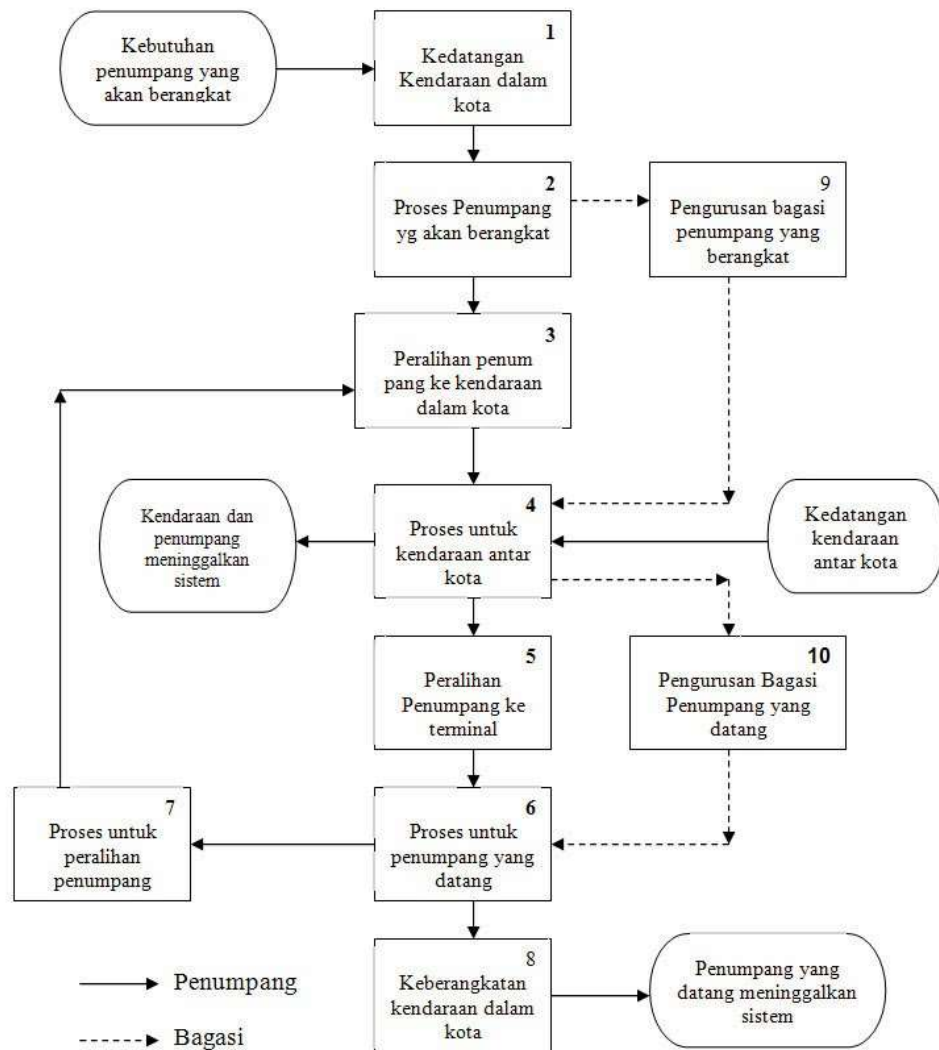 Kebutuhan
penumpang yang
akan berangkat
1
Kedatangan
Kendaraan dalam
kota
2
Proses Penumpang
yg akan berangkat
9
Pengurusan bagasi
penumpang yang
berangkat
3
Peralihan penum
pang ke kendaraan
dalam kota
Kendaraan dan
penumpang
meninggalkan
sistem
4
Proses untuk
kendaraan antar
kota
Kedatangan
kendaraan
antar kota
5
Peralihan
Penumpang ke
terminal
10
Pengurusan Bagasi
Penumpang yang
datang
7
Proses untuk
peralihan
penumpang
6
Proses untuk
penumpang yang
datang
8
Keberangkatan
kendaraan dalam
kota
Penumpang yang
datang meninggalkan
sistem
Penumpang
Bagasi